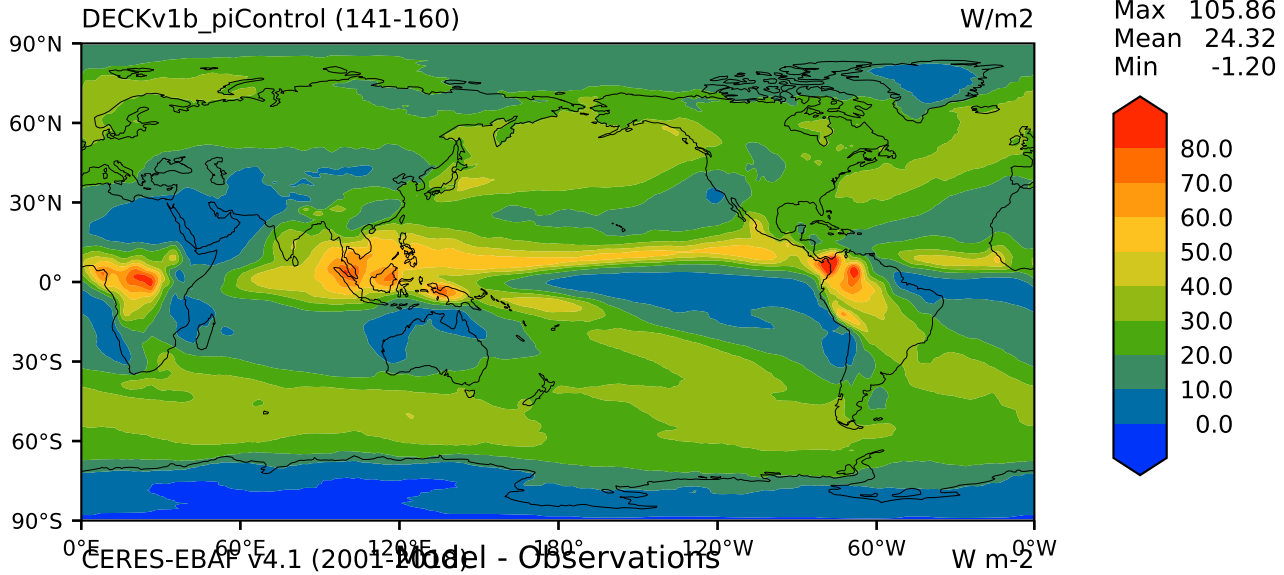 DECKv1b_piControl (141-160) W/m2
Max 105.86
Mean 24.32
Min -1.20
90°N
60°N
30°N
0°
30°S
60°S
90°S
80.0
70.0
60.0
50.0
40.0
30.0
20.0
10.0
0.0
0°E 60°E 120°E 180° 120°W 60°W 0°W
CERES-EBAF v4.1 (2001-2018) Model - Observations W m-2